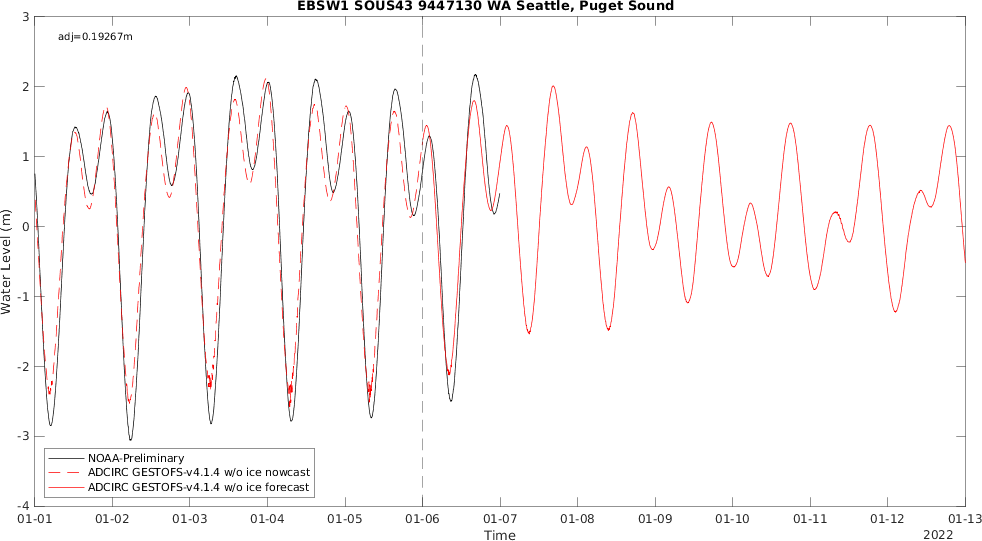 EBSW1 SOUS43 9447130 WA Seattle, Puget Sound
adj=0.19267m
3
2
1
0
-1
-2
-3
-4
Water Level (m)
NOAA-Preliminary
ADCIRC GESTOFS-v4.1.4 w/o ice nowcast
ADCIRC GESTOFS-v4.1.4 w/o ice forecast
01-01 01-02 01-03 01-04 01-05 01-06 01-07 01-08 01-09 01-10 01-11 01-12 01-13
Time
2022